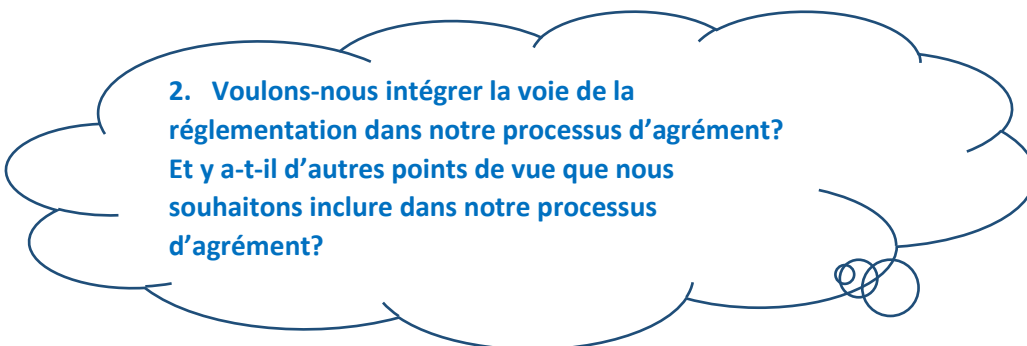 2. Voulons-nous intégrer la voie de la
réglementation dans notre processus d’agrément?
Et y a-t-il d’autres points de vue que nous
souhaitons inclure dans notre processus
d’agrément?